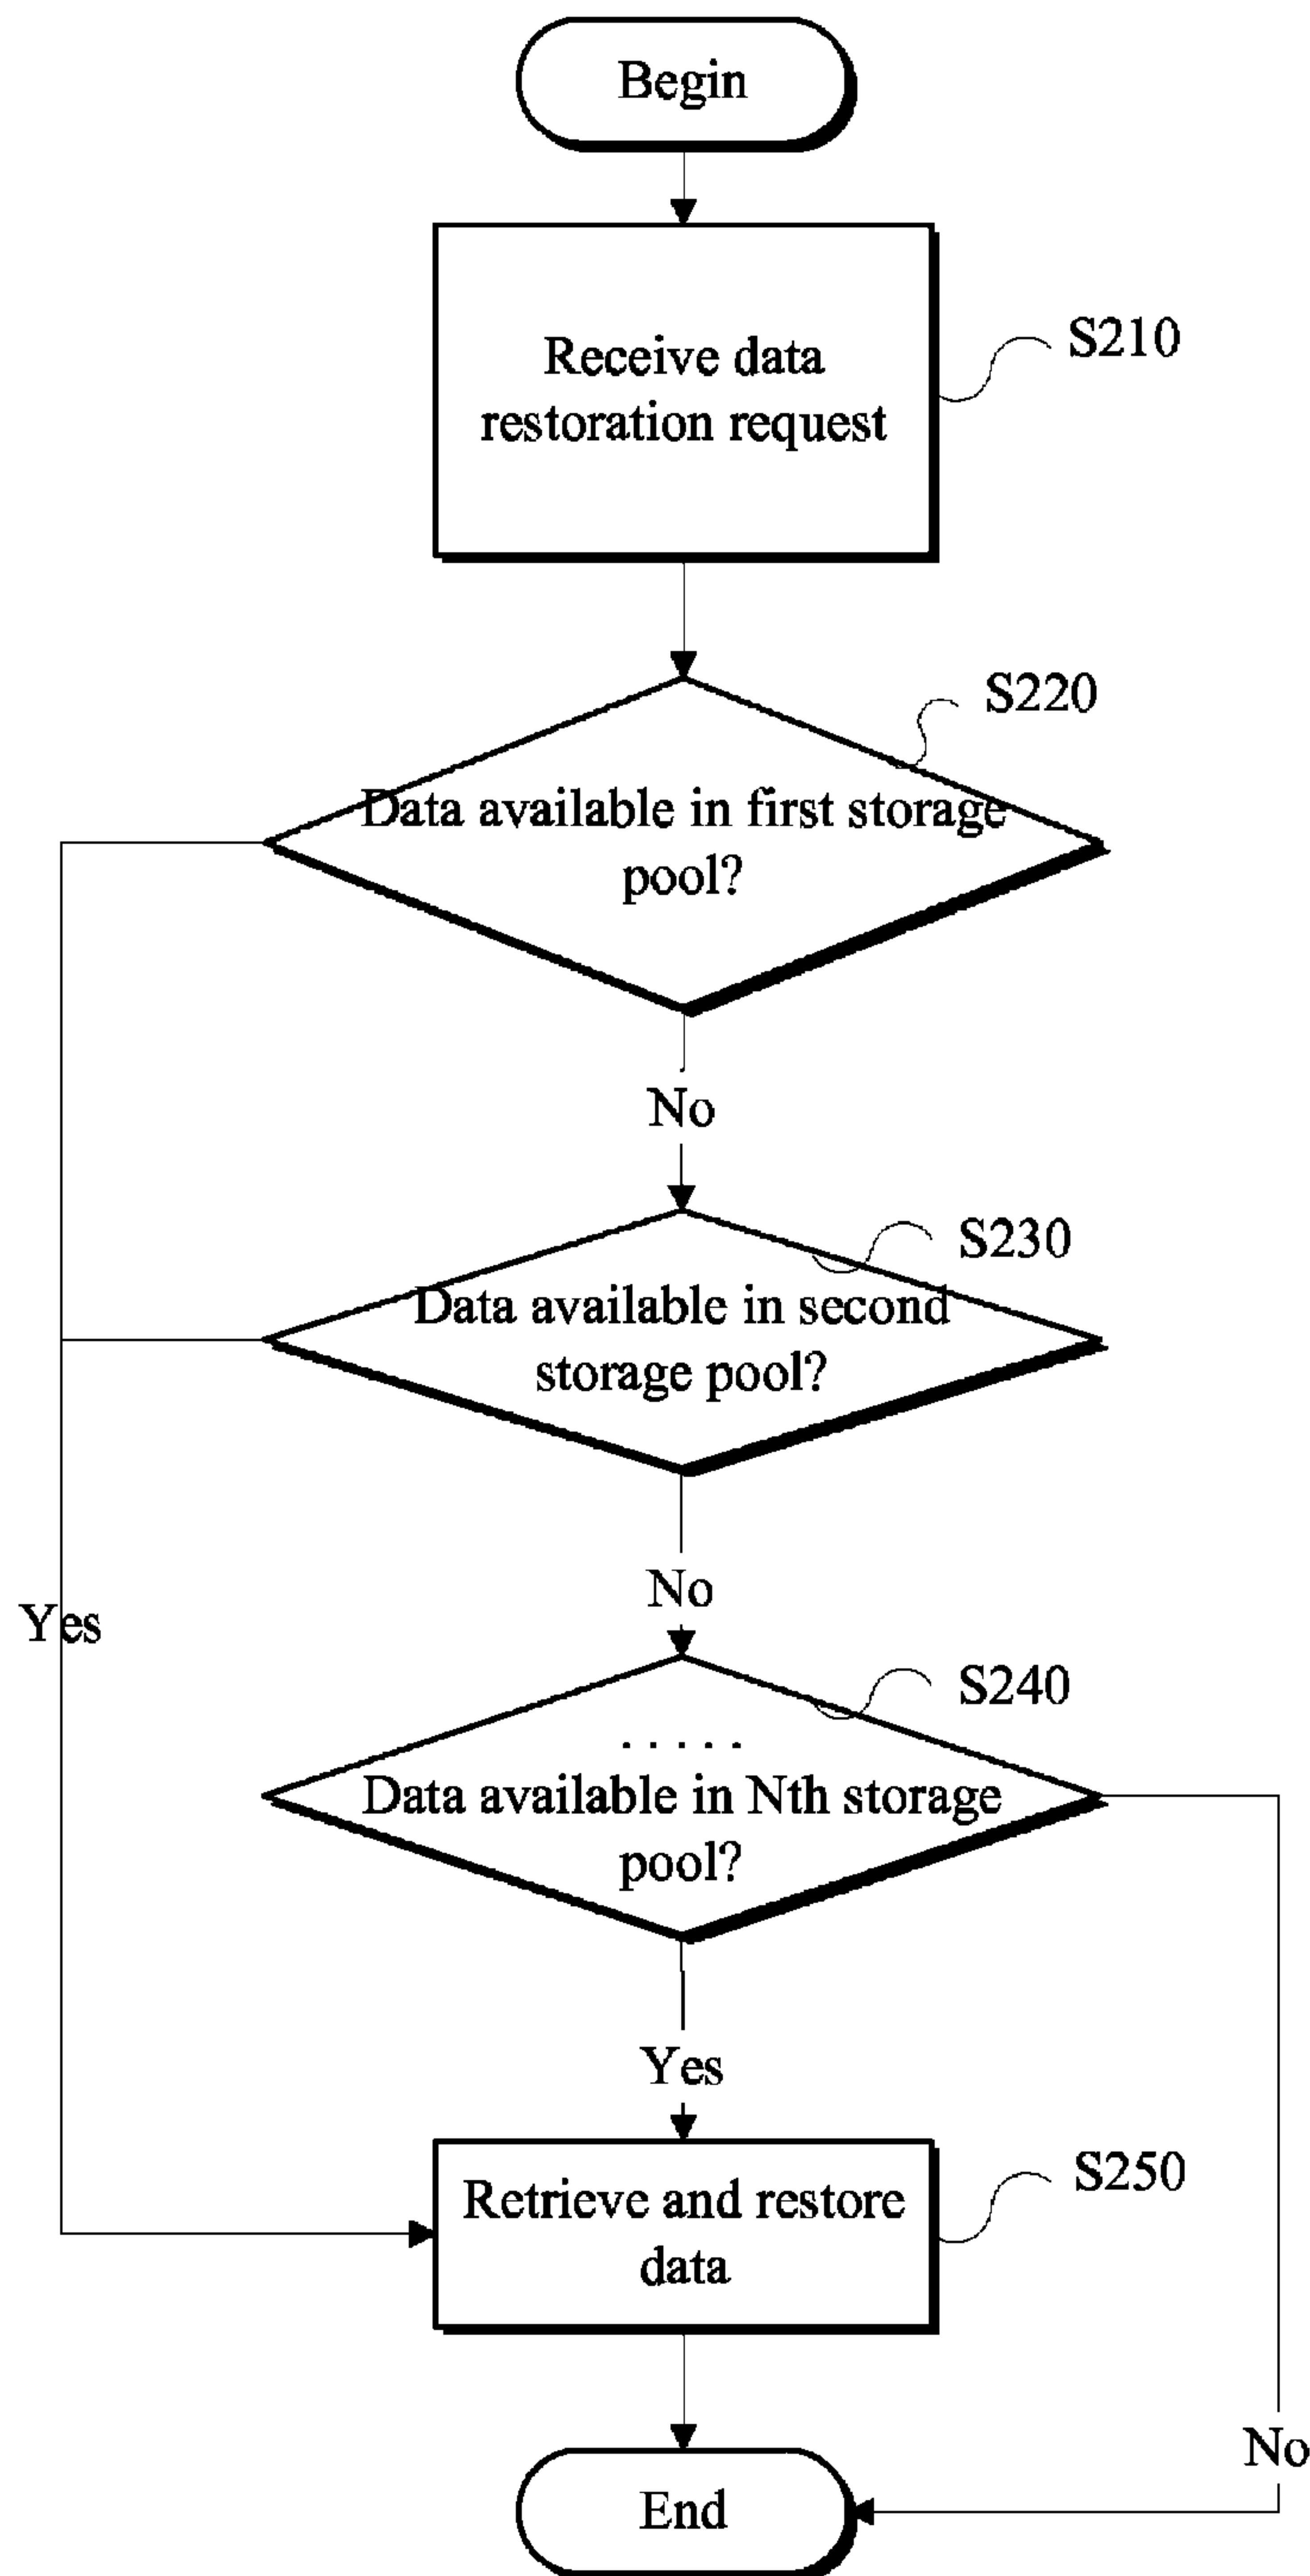 Begin
Receive data
restoration request
S210
S220
Data available in first storage
pool?
No
S230
Data available in second
storage pool?
No
Yes
S240
. . . . .
Data available in Nth storage
pool?
Yes
Retrieve and restore
data
S250
No
End